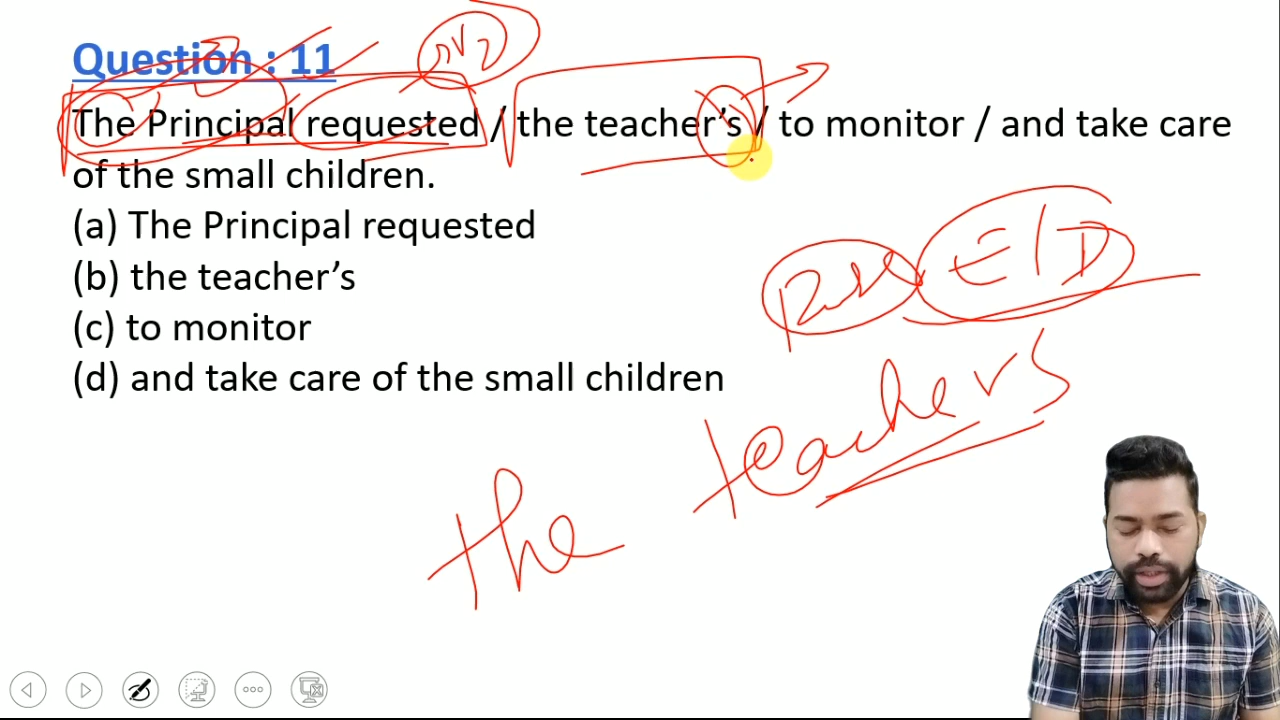 Question : 11
The Principal requested / the teacher's / to monitor / and take care
of the small children.
(a) The Principal requested
(b) the teacher’s
(c) to monitor
(d) and take care of the small children
E/D
the teachers